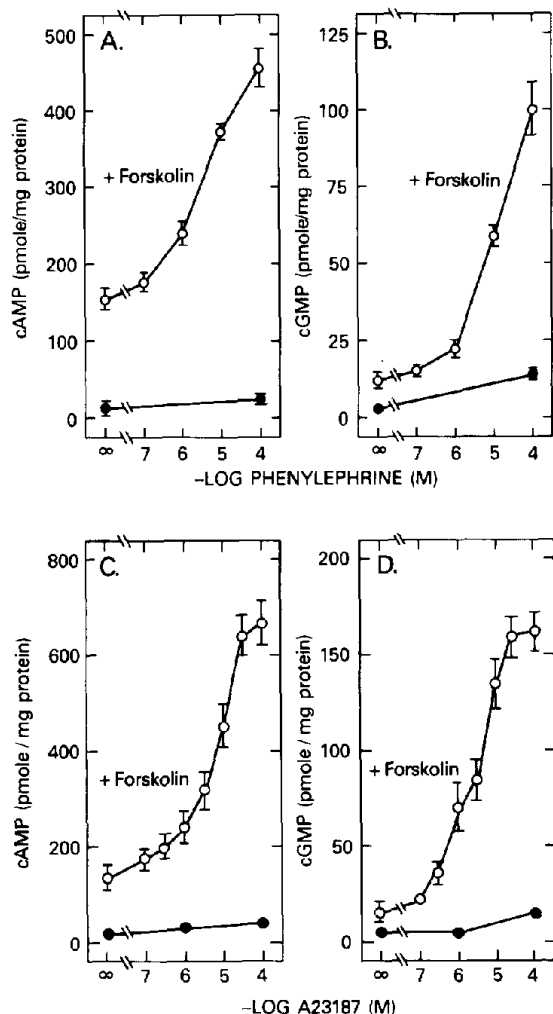 A.
500
400
300
200
100
0
cAMP (pmole/mg protein)
+ Forskolin
∞ 7 6 5 4
B.
125
100
75
50
25
0
cGMP (pmole/mg protein)
+ Forskolin
∞ 7 6 5 4
–LOG PHENYLEPHRINE (M)
C.
800
600
400
200
0
cAMP (pmole / mg protein)
+ Forskolin
∞ 7 6 5 4
D.
200
150
100
50
0
cGMP (pmole / mg protein)
+ Forskolin
∞ 7 6 5 4
–LOG A23187 (M)